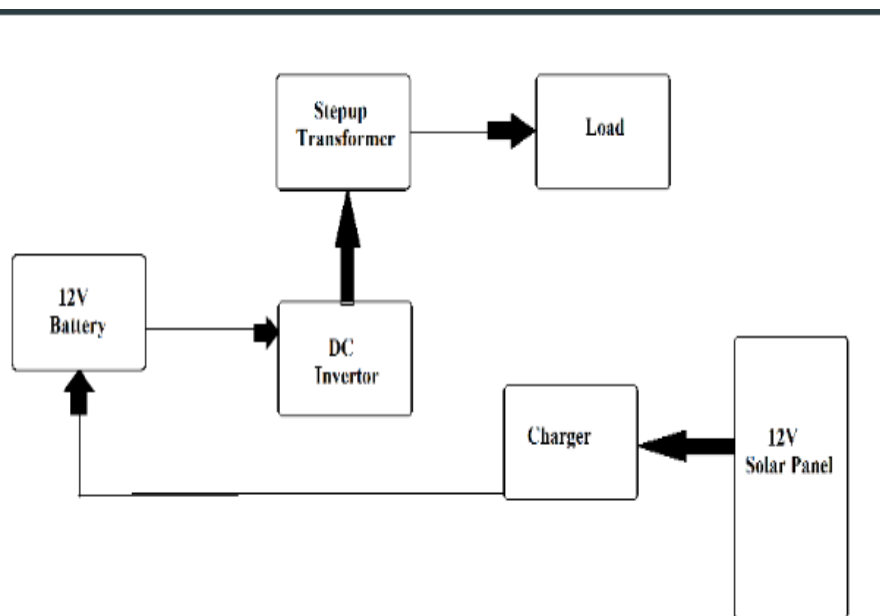 Stepup
Transformer
Load
12V
Battery
DC
Invertor
Charger
12V
Solar Panel